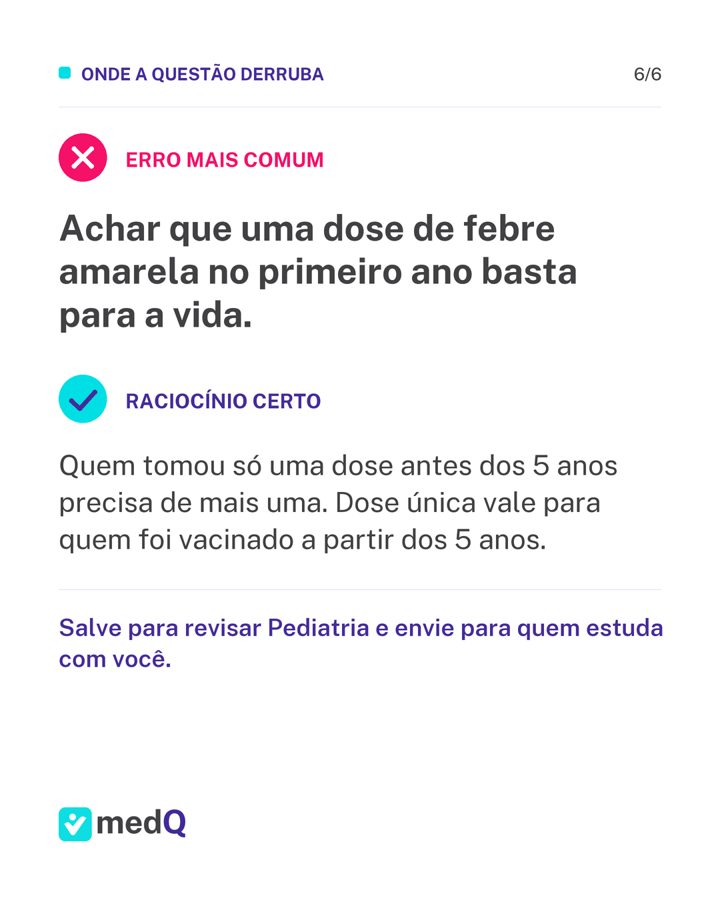 ONDE A QUESTÃO DERRUBA
6/6
ERRO MAIS COMUM
Achar que uma dose de febre
amarela no primeiro ano basta
para a vida.
RACIOCÍNIO CERTO
Quem tomou só uma dose antes dos 5 anos
precisa de mais uma. Dose única vale para
quem foi vacinado a partir dos 5 anos.
Salve para revisar Pediatria e envie para quem estuda
com você.
medQ